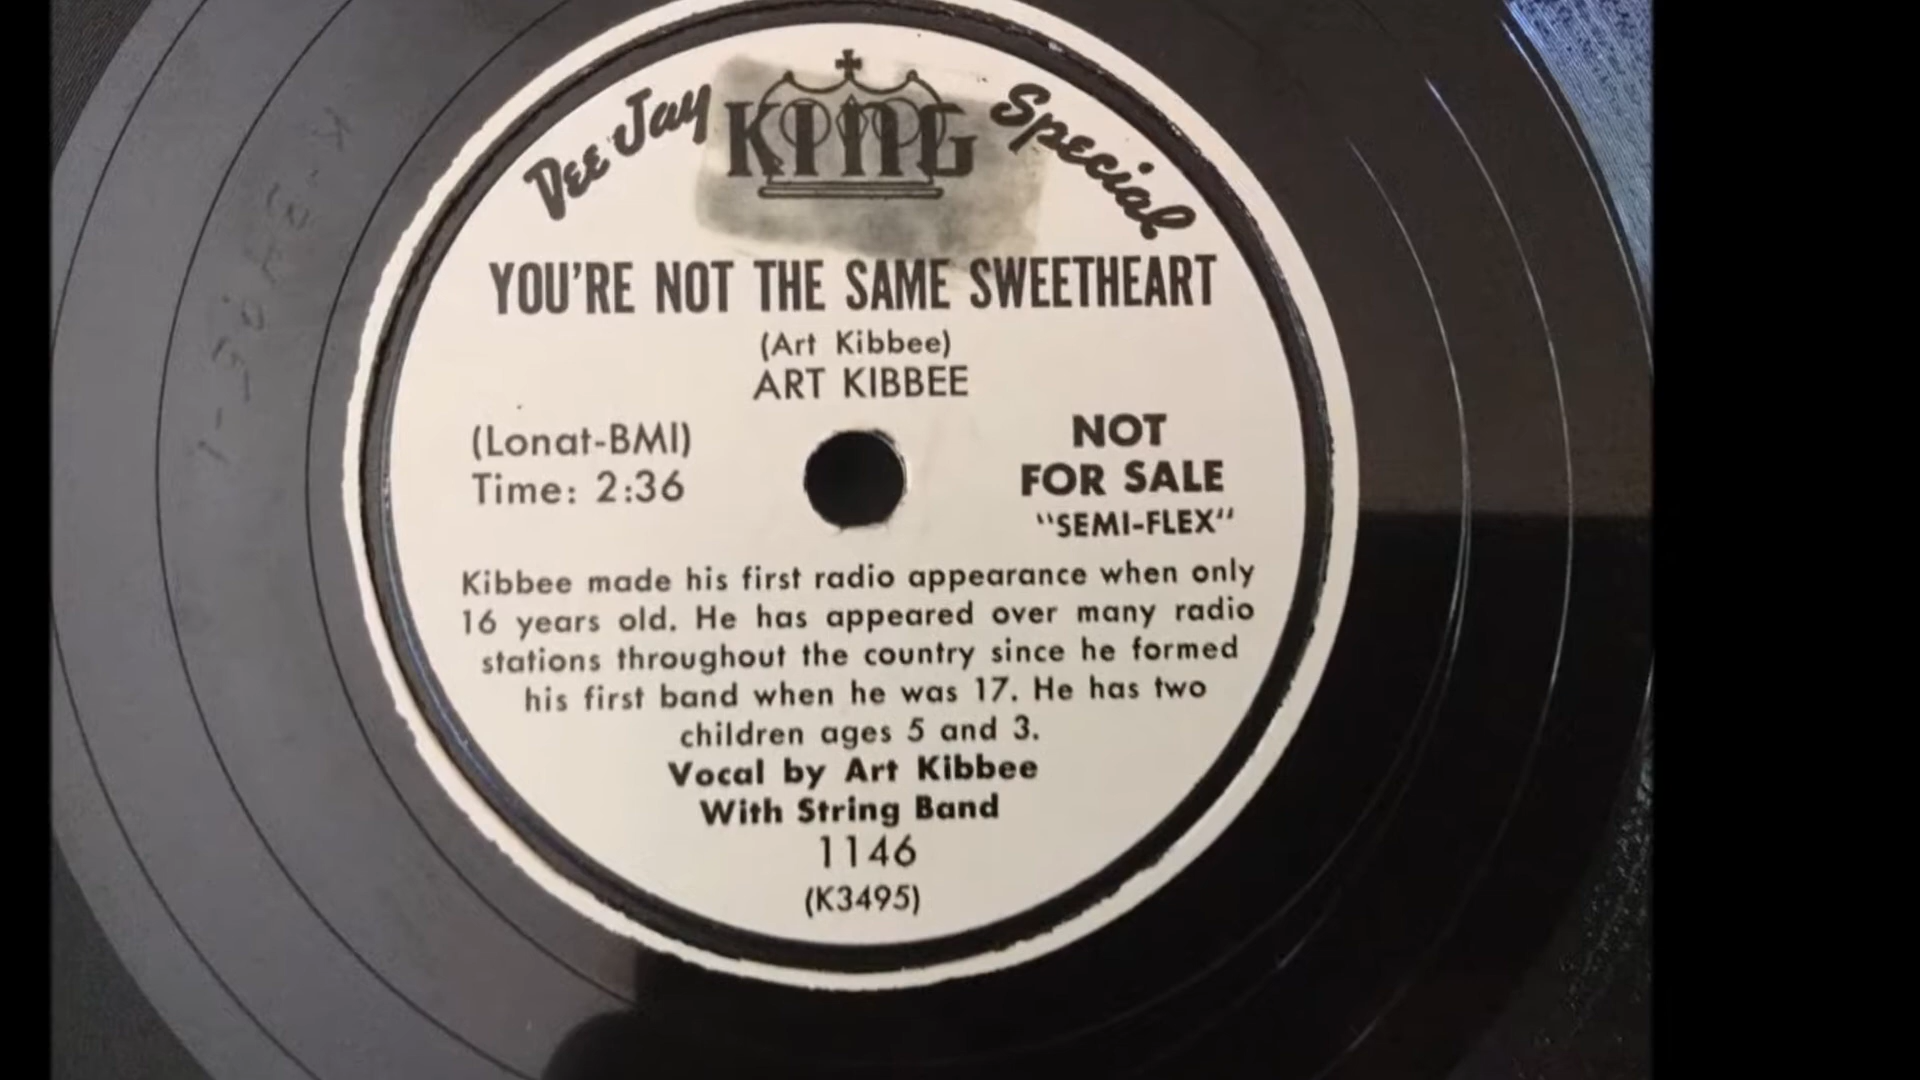 Dee Jay KING Special
YOU'RE NOT THE SAME SWEETHEART
(Art Kibbee)
ART KIBBEE
(Lonat-BMI)
Time: 2:36
NOT
FOR SALE
"SEMI-FLEX"
Kibbee made his first radio appearance when only
16 years old. He has appeared over many radio
stations throughout the country since he formed
his first band when he was 17. He has two
children ages 5 and 3.
Vocal by Art Kibbee
With String Band
1146
(K3495)